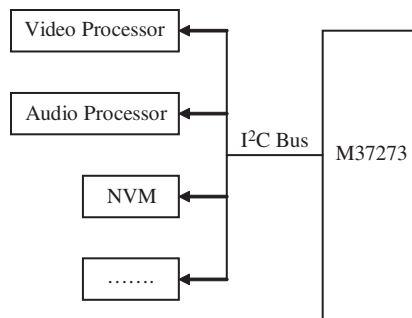 Video Processor
Audio Processor
I²C Bus
M37273
NVM
.......